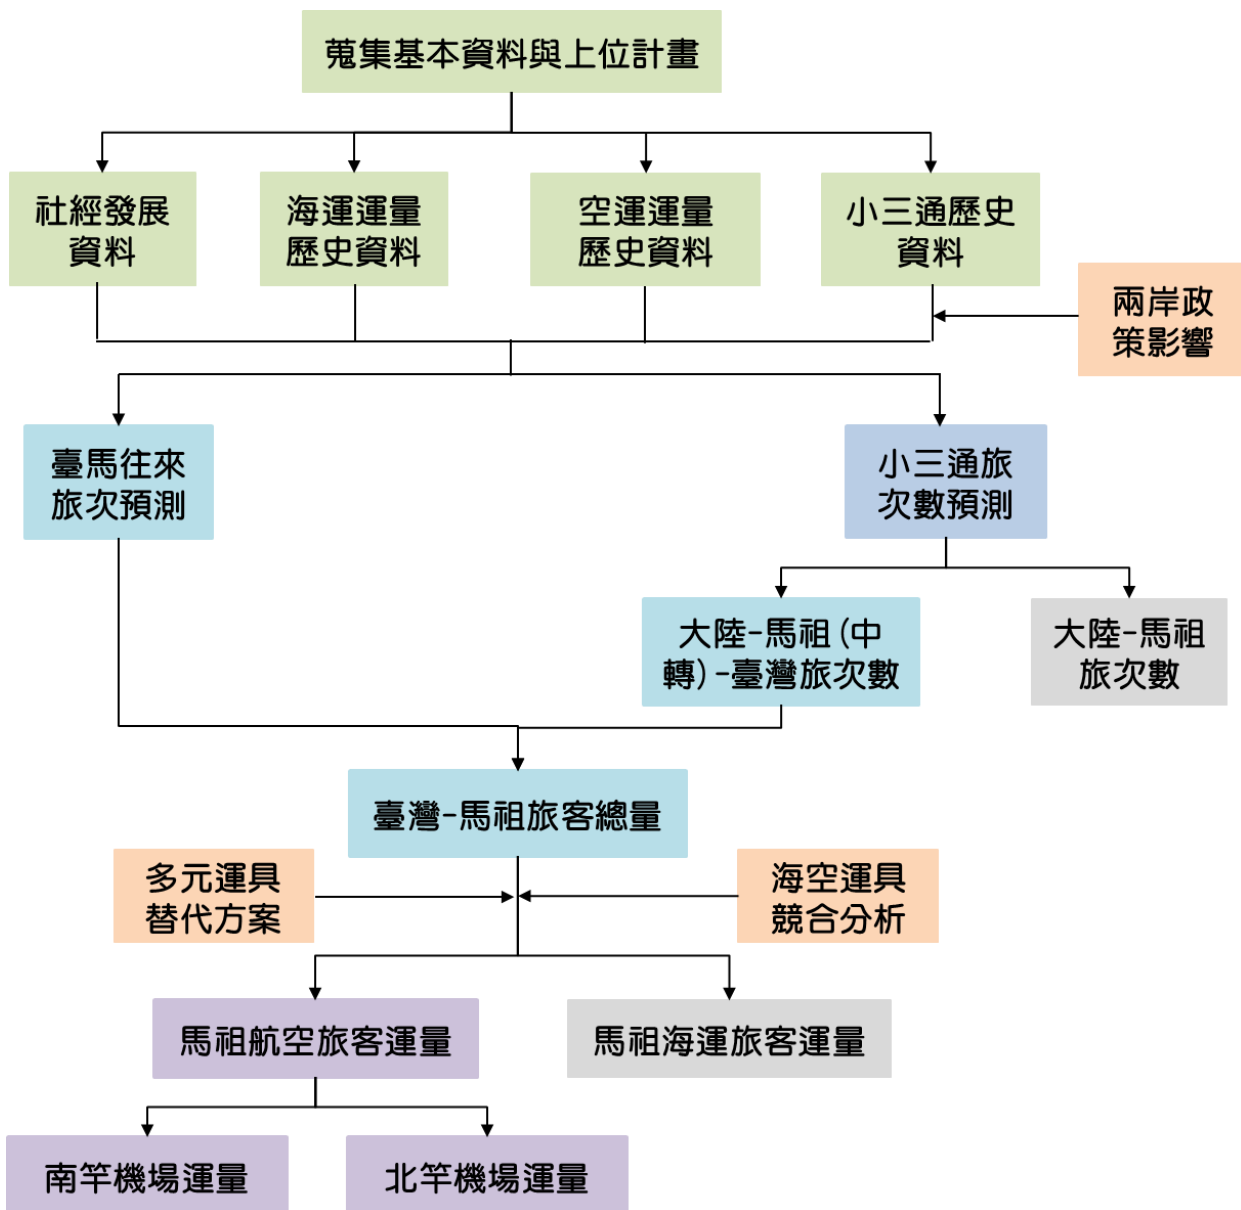 蒐集基本資料與上位計畫
社經發展
資料
海運運量
歷史資料
空運運量
歷史資料
小三通歷史
資料
兩岸政
策影響
臺馬往來
旅次預測
小三通旅
次數預測
大陸-馬祖(中
轉)-臺灣旅次數
大陸-馬祖
旅次數
臺灣-馬祖旅客總量
多元運具
替代方案
海空運具
競合分析
馬祖航空旅客運量
馬祖海運旅客運量
南竿機場運量
北竿機場運量